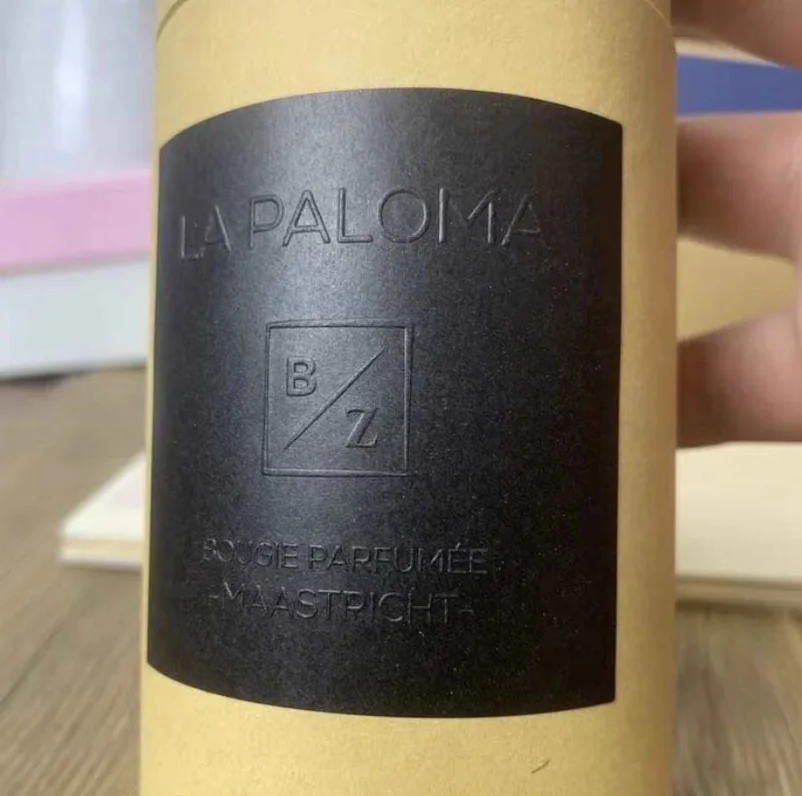 LA PALOMA
B/Z
BOUGIE PARFUMÉE
-MAASTRICHT-